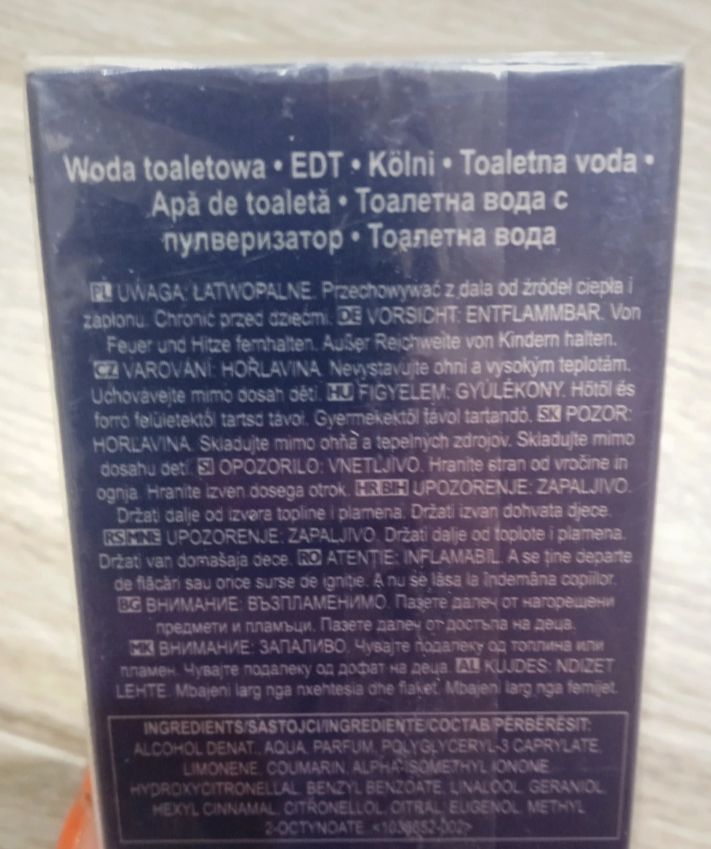 Woda toaletowa • EDT • Kölni • Toaletna voda •
Apă de toaletă • Тоалетна вода с
пулверизатор • Тоалетна вода
PL UWAGA: ŁATWOPALNE. Przechowywać z dala od źródeł ciepła i
zapłonu. Chronić przed dziećmi. DE VORSICHT: ENTFLAMMBAR. Von
Feuer und Hitze fernhalten. Außer Reichweite von Kindern halten.
CZ VAROVÁNÍ: HOŘLAVINA. Nevystavujte ohni a vysokým teplotám.
Uchovávejte mimo dosah dětí. HU FIGYELEM: GYÚLÉKONY. Hőtől és
forró felületektől tartsd távol. Gyermekektől távol tartandó. SK POZOR:
HORĽAVINA. Skladujte mimo ohňa a tepelných zdrojov. Skladujte mimo
dosahu detí. SI OPOZORILO: VNETLJIVO. Hranite stran od vročine in
ognja. Hranite izven dosega otrok. HR BIH UPOZORENJE: ZAPALJIVO.
Držati dalje od izvora topline i plamena. Držati izvan dohvata djece.
RS MNE UPOZORENJE: ZAPALJIVO. Držati dalje od toplote i plamena.
Držati van domašaja dece. RO ATENȚIE: INFLAMABIL. A se ține departe
de flăcări sau orice surse de igniție. A nu se lăsa la îndemâna copiilor.
BG ВНИМАНИЕ: ВЪЗПЛАМЕНИМО. Пазете далеч от нагорещени
предмети и пламъци. Пазете далеч от достъпа на деца.
MK ВНИМАНИЕ: ЗАПАЛИВО. Чувајте подалеку од топлина или
пламен. Чувајте подалеку од дофат на деца. AL KUJDES: NDIZET
LEHTË. Mbajeni larg nga nxehtësia dhe flakët. Mbajeni larg nga fëmijët.
INGREDIENTS/SASTOJCI/INGREDIENTE/СОСТАВ/PËRBËRËSIT:
ALCOHOL DENAT., AQUA, PARFUM, POLYGLYCERYL-3 CAPRYLATE,
LIMONENE, COUMARIN, ALPHA-ISOMETHYL IONONE,
HYDROXYCITRONELLAL, BENZYL BENZOATE, LINALOOL, GERANIOL,
HEXYL CINNAMAL, CITRONELLOL, CITRAL, EUGENOL, METHYL
2-OCTYNOATE. <1036652-002>